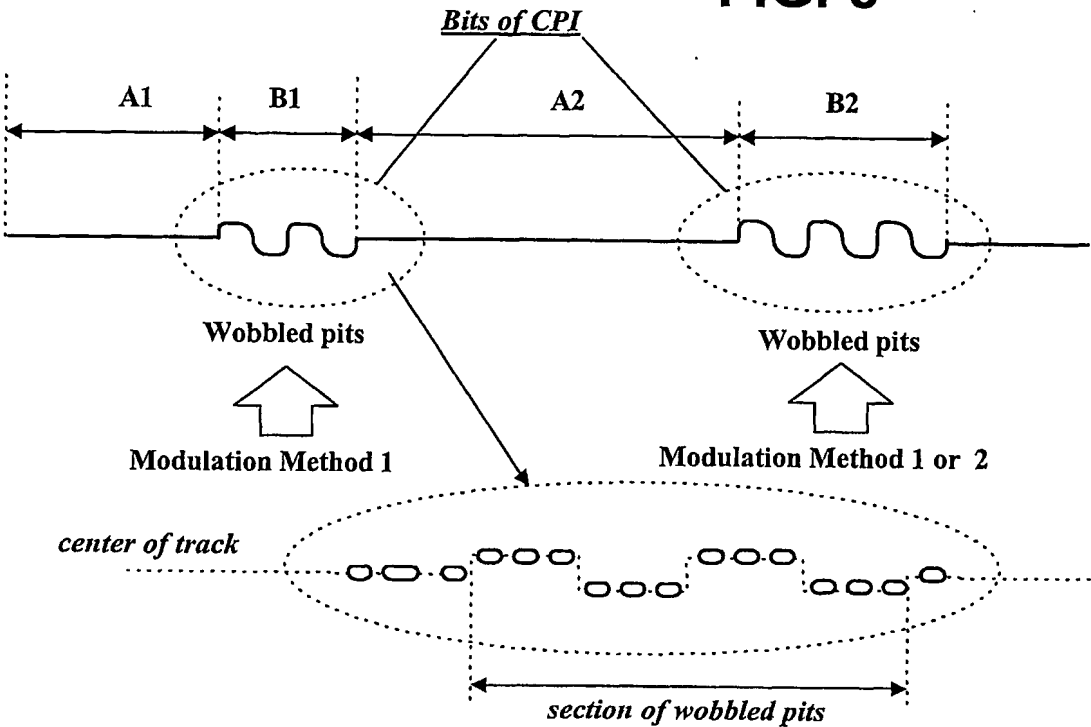 Bits of CPI
A1
B1
A2
B2
Wobbled pits
Wobbled pits
Modulation Method 1
Modulation Method 1 or 2
center of track
section of wobbled pits